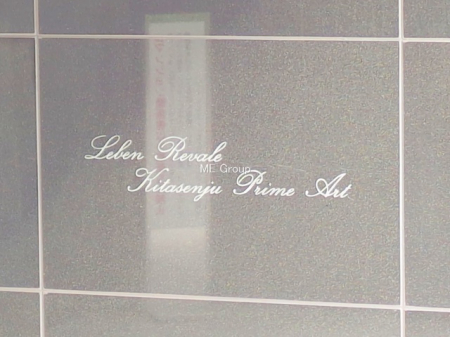 Leben Revale
ME Group
Kitasenju Prime Art